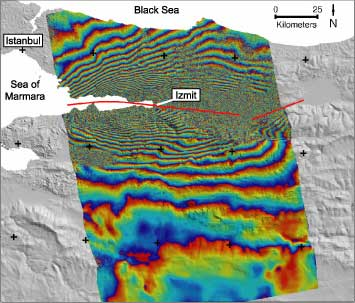 Black Sea
0 25
Kilometers
N
Istanbul
Sea of
Marmara
Izmit